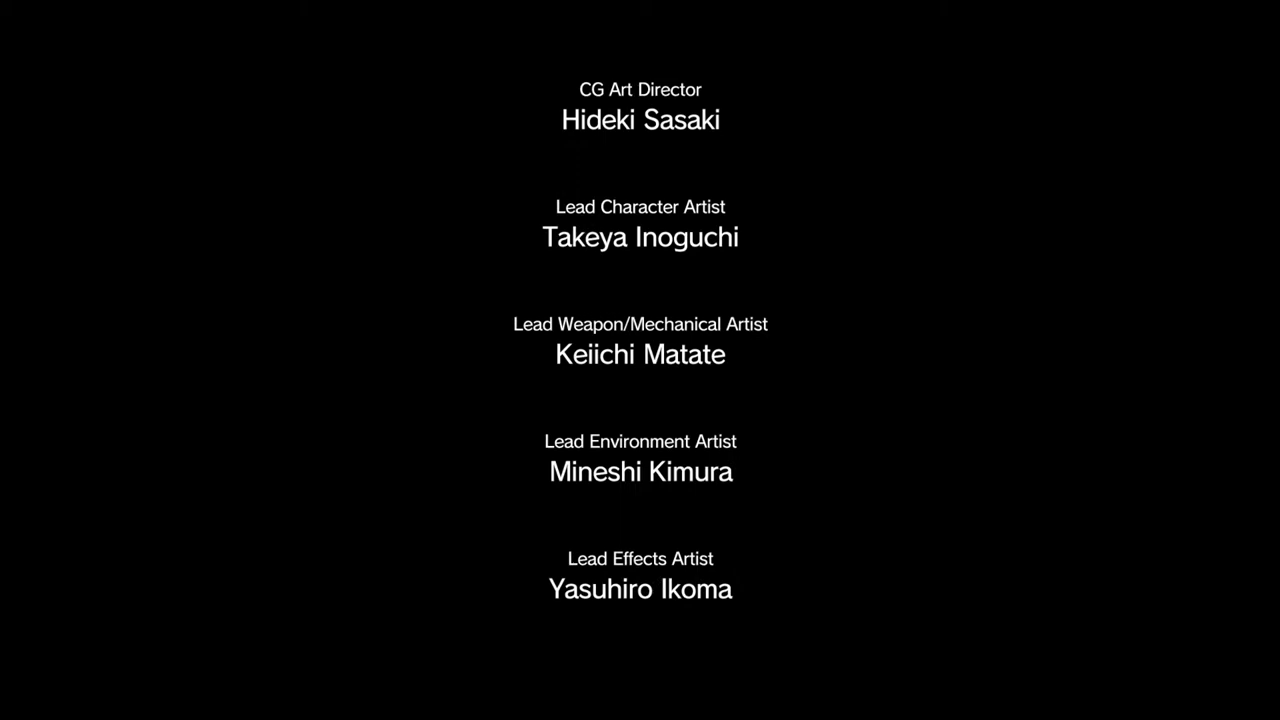 CG Art Director
Hideki Sasaki
Lead Character Artist
Takeya Inoguchi
Lead Weapon/Mechanical Artist
Keiichi Matate
Lead Environment Artist
Mineshi Kimura
Lead Effects Artist
Yasuhiro Ikoma